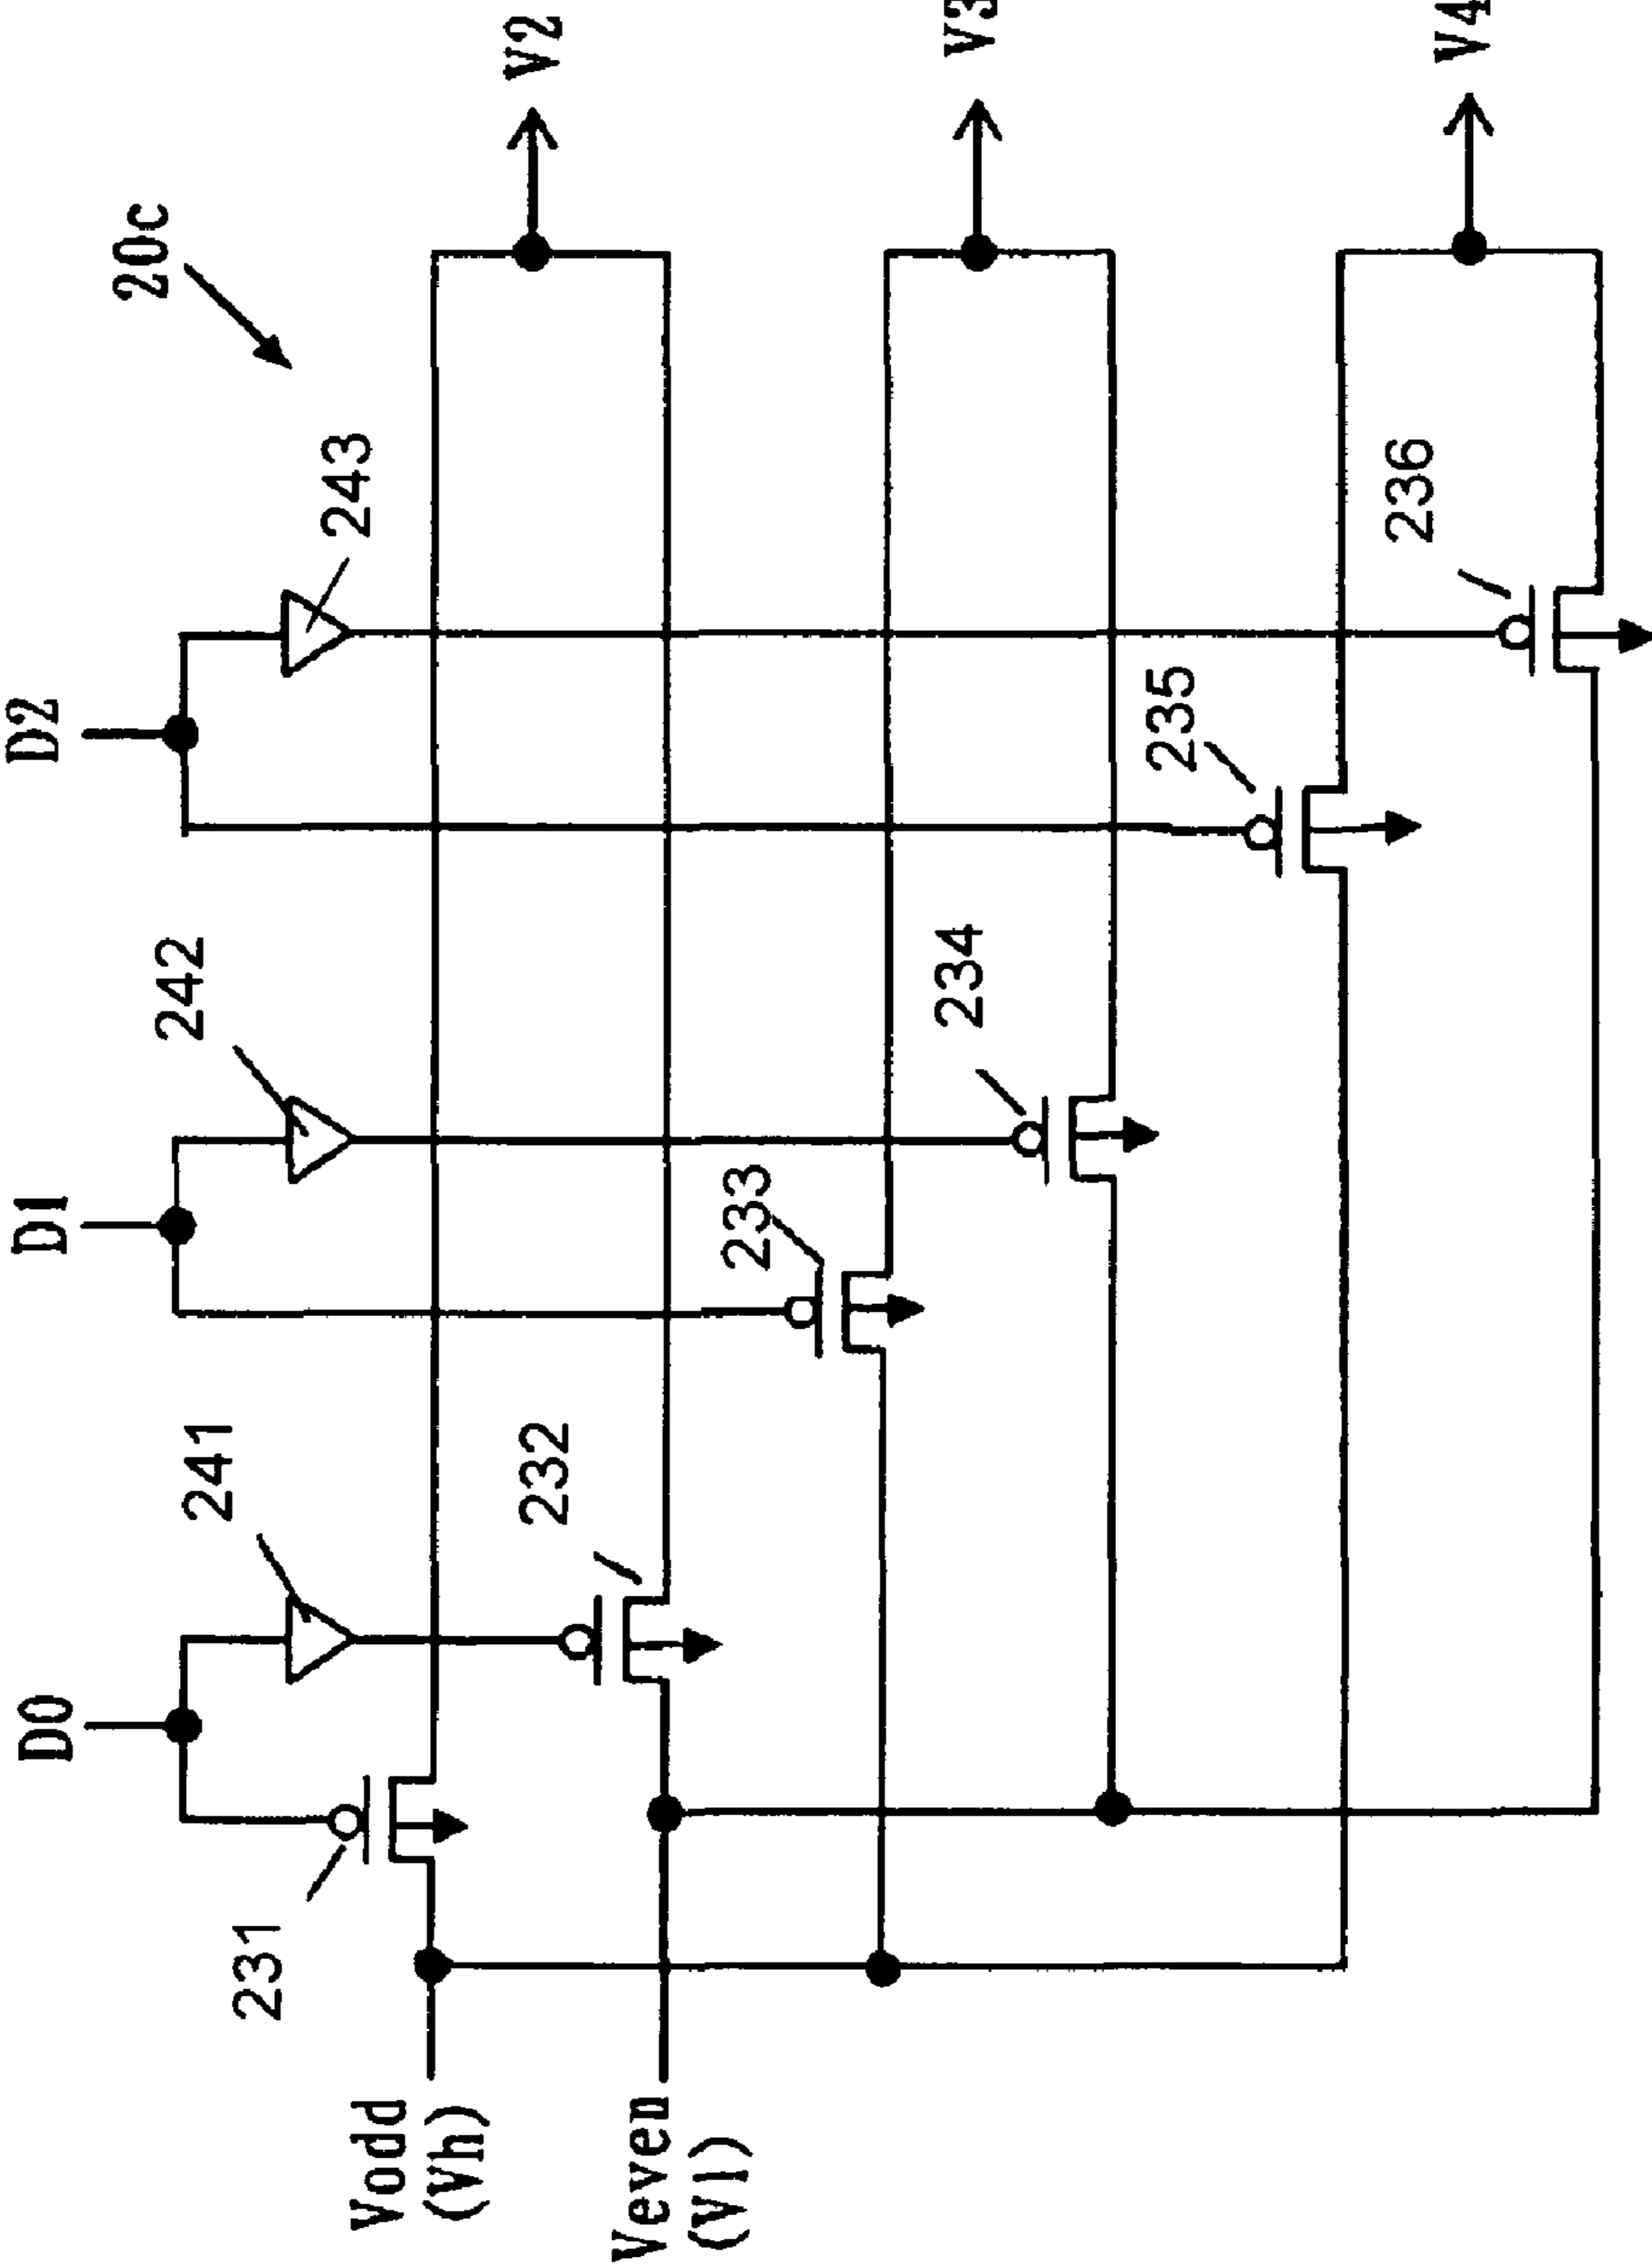 20c
D0
D1
D2
241
242
243
231
232
233
234
235
236
Vodd
(Vh)
Veven
(Vl)
V2
V3
V4